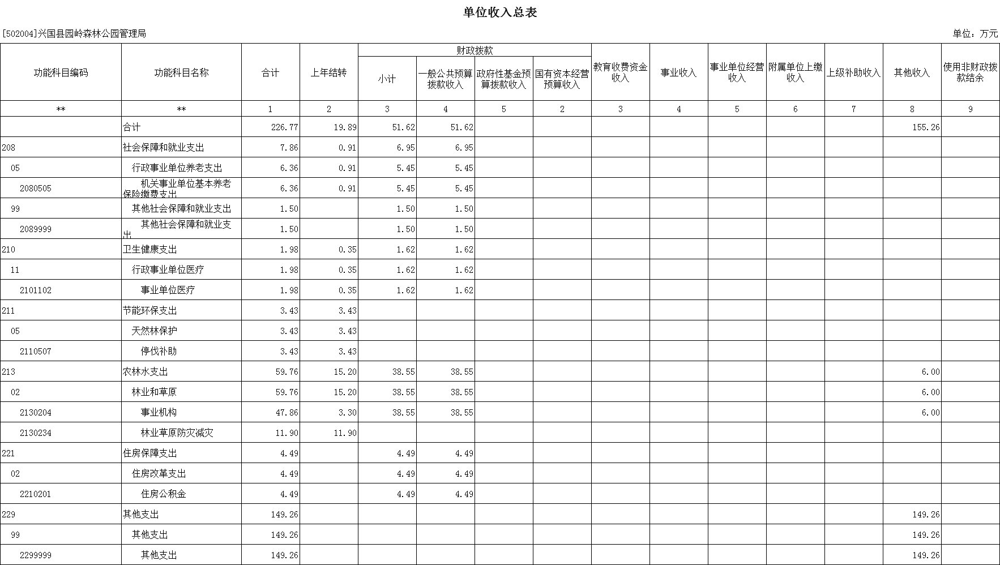 单位收入总表
[502004]兴国县园岭森林公园管理局 单位：万元
功能科目编码 功能科目名称 合计 上年结转 财政拨款 教育收费资金收入 事业收入 事业单位经营收入 附属单位上缴收入 上级补助收入 其他收入 使用非财政拨款结余
小计 一般公共预算拨款收入 政府性基金预算拨款收入 国有资本经营预算收入
** ** 1 2 3 4 5 2 3 4 5 6 7 8 9
合计 226.77 19.89 51.62 51.62 155.26
208 社会保障和就业支出 7.86 0.91 6.95 6.95
05 行政事业单位养老支出 6.36 0.91 5.45 5.45
2080505 机关事业单位基本养老保险缴费支出 6.36 0.91 5.45 5.45
99 其他社会保障和就业支出 1.50 1.50 1.50
2089999 其他社会保障和就业支出 1.50 1.50 1.50
210 卫生健康支出 1.98 0.35 1.62 1.62
11 行政事业单位医疗 1.98 0.35 1.62 1.62
2101102 事业单位医疗 1.98 0.35 1.62 1.62
211 节能环保支出 3.43 3.43
05 天然林保护 3.43 3.43
2110507 停伐补助 3.43 3.43
213 农林水支出 59.76 15.20 38.55 38.55 6.00
02 林业和草原 59.76 15.20 38.55 38.55 6.00
2130204 事业机构 47.86 3.30 38.55 38.55 6.00
2130234 林业草原防灾减灾 11.90 11.90
221 住房保障支出 4.49 4.49 4.49
02 住房改革支出 4.49 4.49 4.49
2210201 住房公积金 4.49 4.49 4.49
229 其他支出 149.26 149.26
99 其他支出 149.26 149.26
2299999 其他支出 149.26 149.26